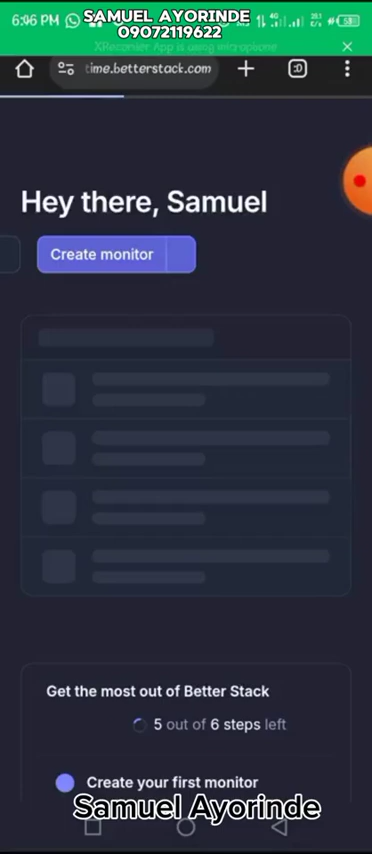 6:06 PM
SAMUEL AYORINDE
09072119622
XRecorder App is using microphone
time.betterstack.com
:D
Hey there, Samuel
Create monitor
Get the most out of Better Stack
5 out of 6 steps left
Create your first monitor
Samuel Ayorinde